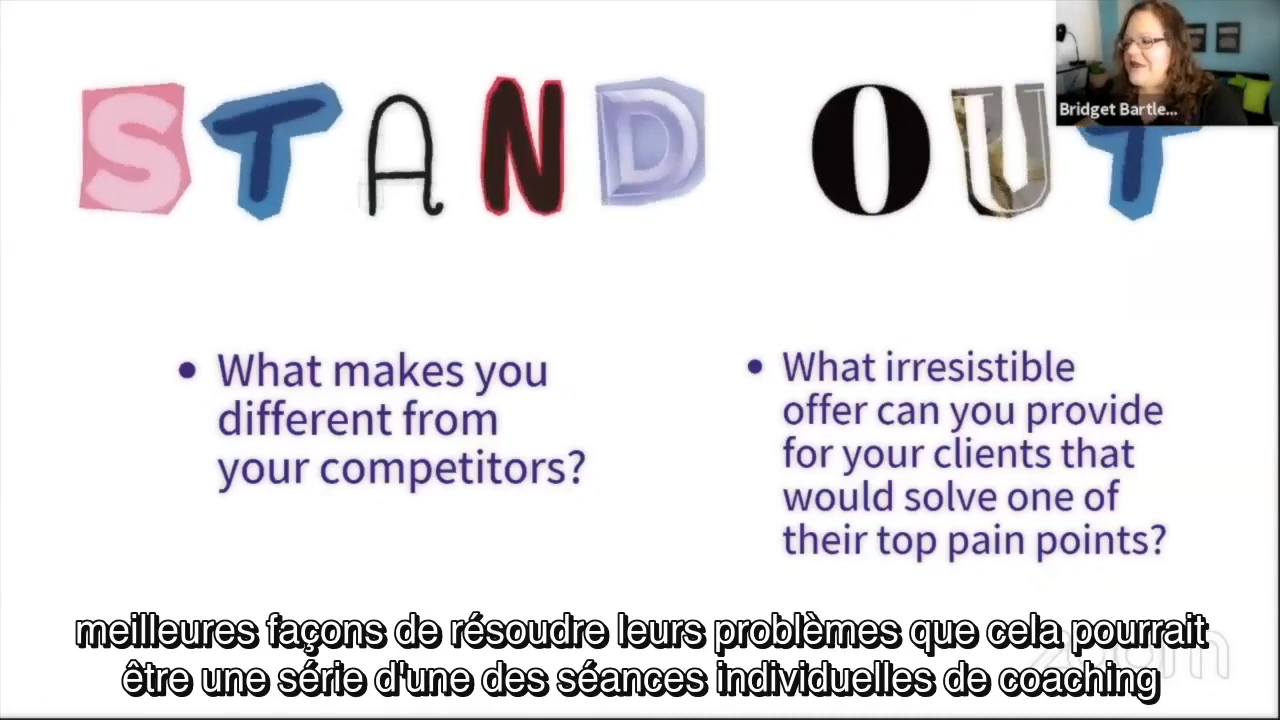 STAND OUT
Bridget Bartle...
• What makes you
different from
your competitors?
• What irresistible
offer can you provide
for your clients that
would solve one of
their top pain points?
meilleures façons de résoudre leurs problèmes que cela pourrait
être une série d'une des séances individuelles de coaching
zoom